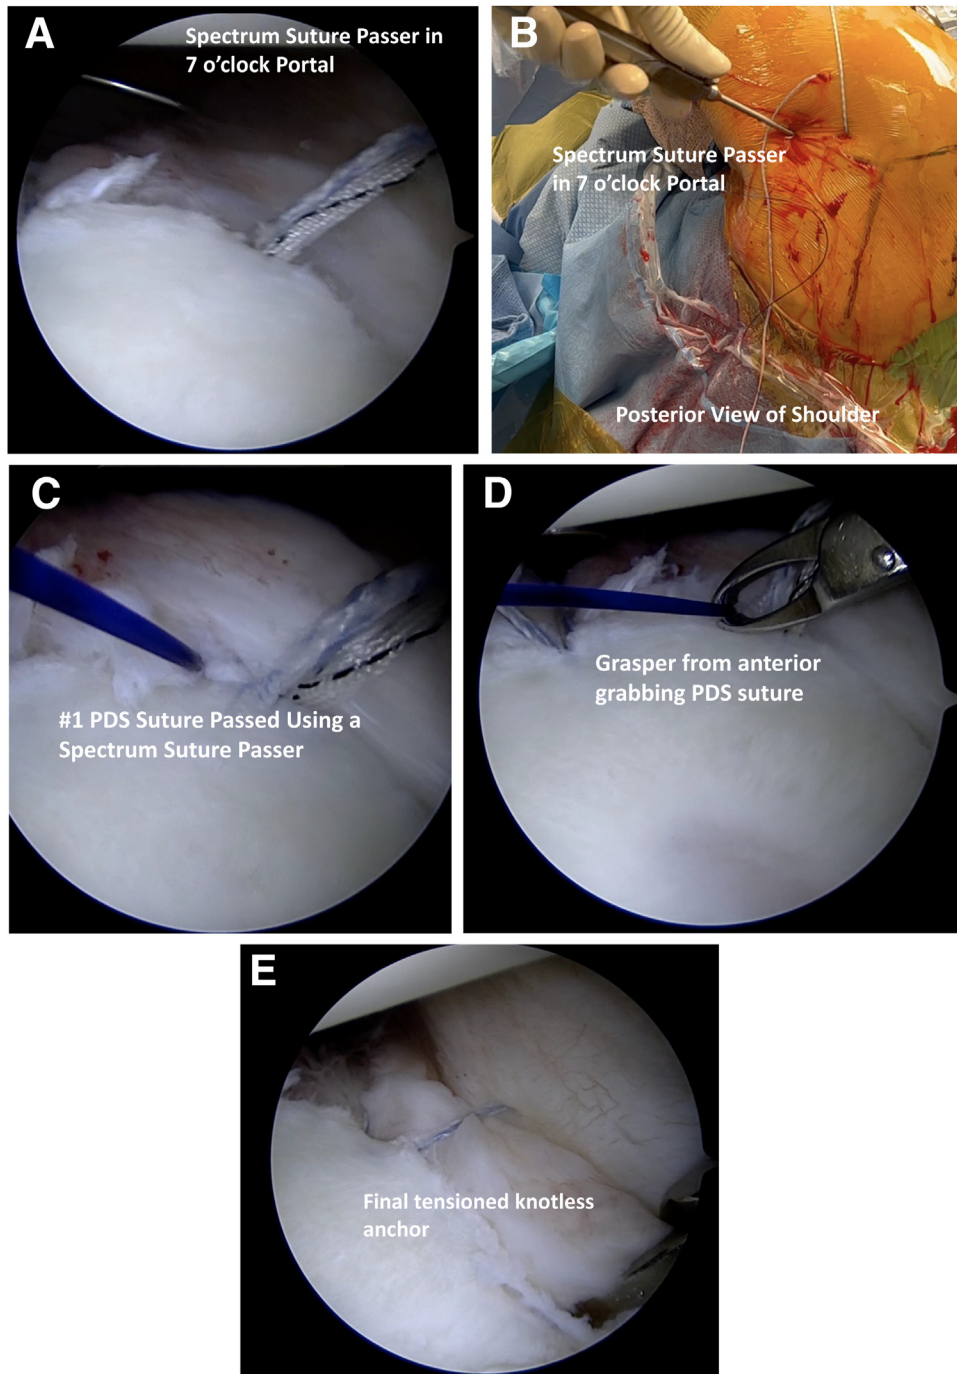 A
Spectrum Suture Passer in
7 o’clock Portal
B
Spectrum Suture Passer
in 7 o’clock Portal
Posterior View of Shoulder
C
#1 PDS Suture Passed Using a
Spectrum Suture Passer
D
Grasper from anterior
grabbing PDS suture
E
Final tensioned knotless
anchor